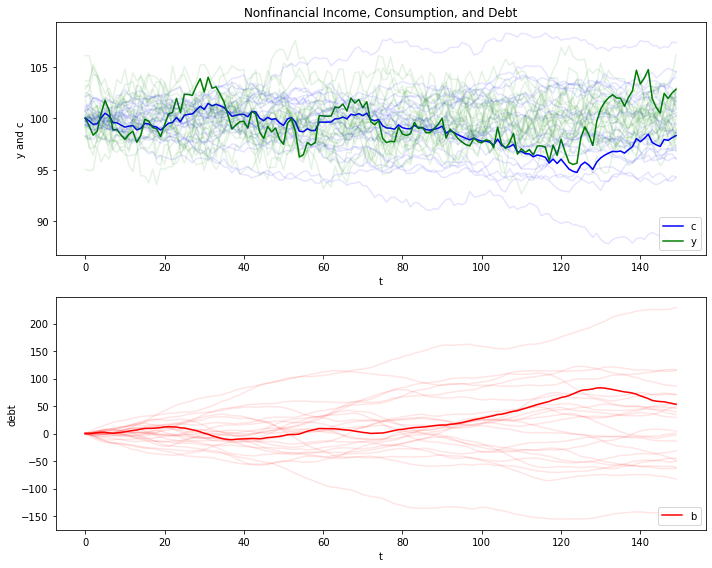 Nonfinancial Income, Consumption, and Debt
y and c
105
100
95
90
0 20 40 60 80 100 120 140
t
c
y
debt
200
150
100
50
0
−50
−100
−150
0 20 40 60 80 100 120 140
t
b